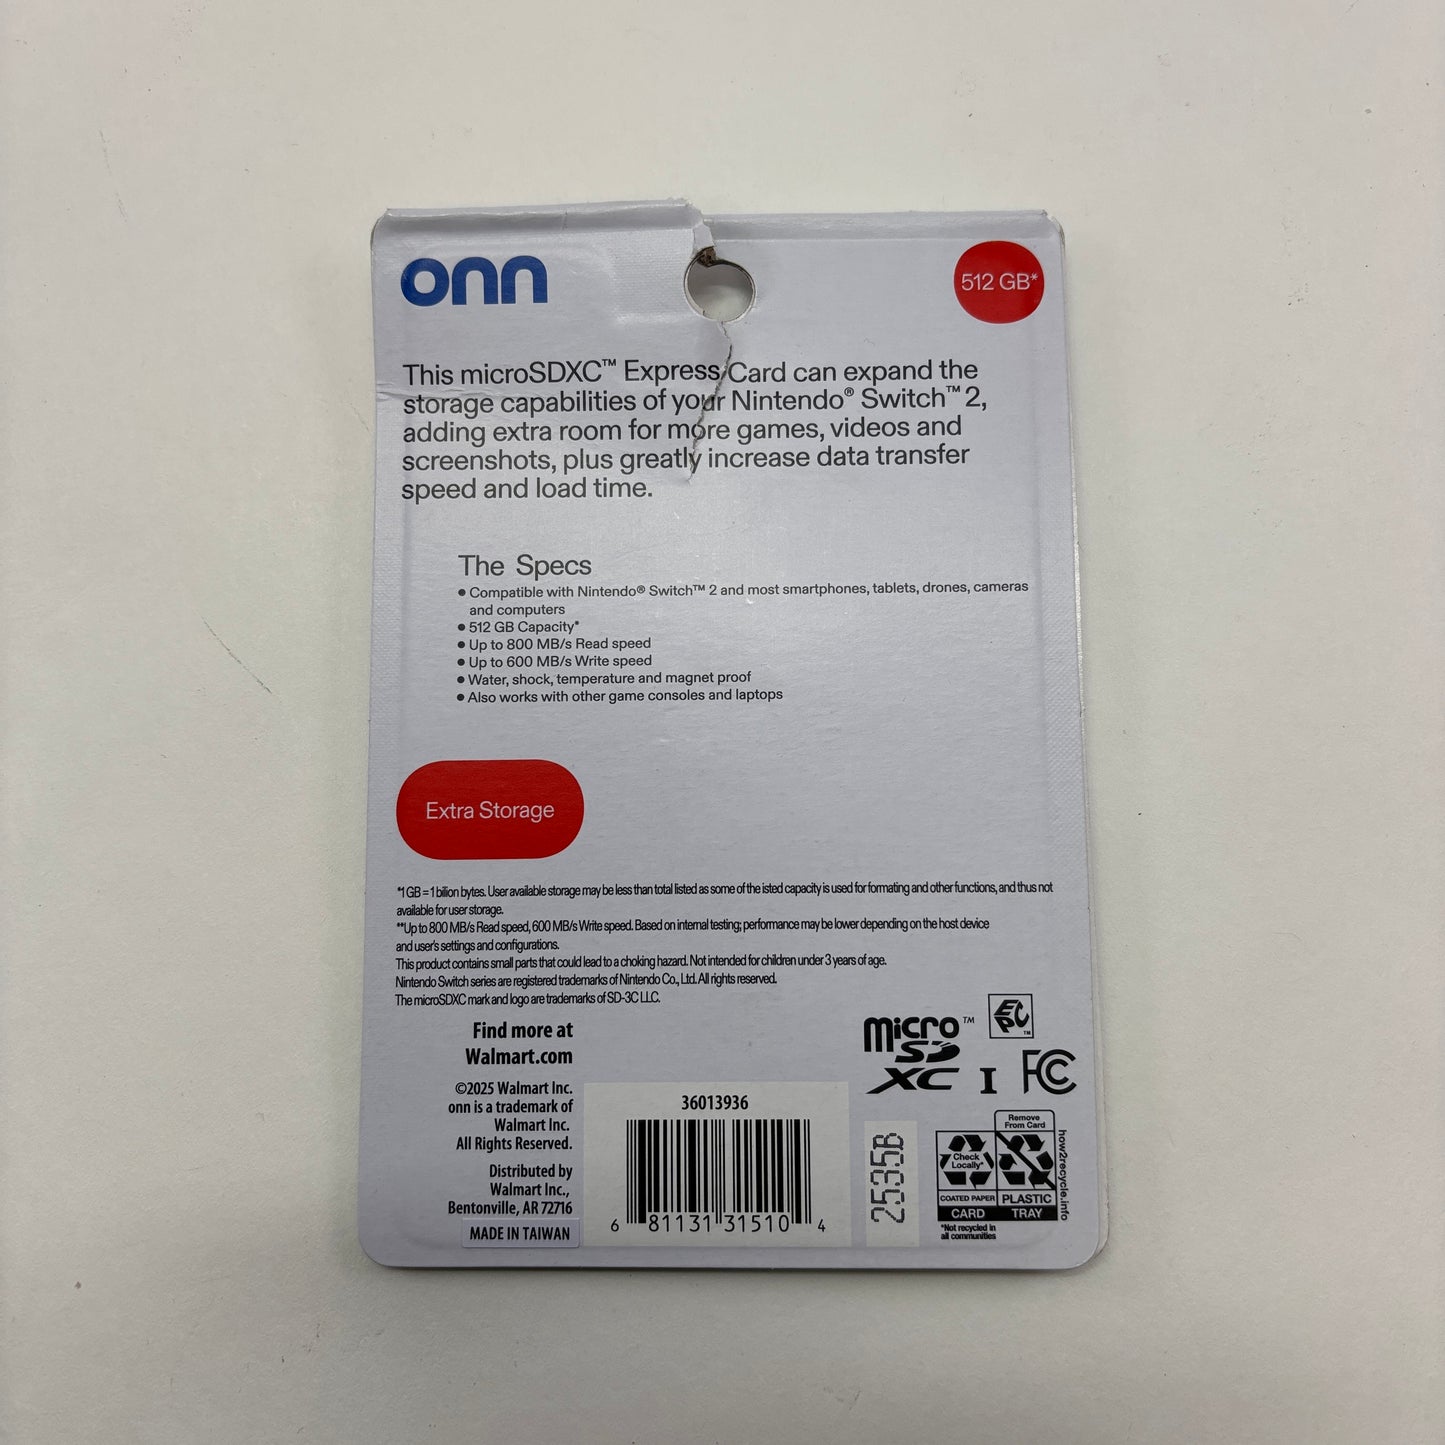 onn
512 GB*
This microSDXC™ Express Card can expand the
storage capabilities of your Nintendo® Switch™ 2,
adding extra room for more games, videos and
screenshots, plus greatly increase data transfer
speed and load time.
The Specs
• Compatible with Nintendo® Switch™ 2 and most smartphones, tablets, drones, cameras
and computers
• 512 GB Capacity*
• Up to 800 MB/s Read speed
• Up to 600 MB/s Write speed
• Water, shock, temperature and magnet proof
• Also works with other game consoles and laptops
Extra Storage
*1 GB = 1 bilion bytes. User available storage may be less than total listed as some of the isted capacity is used for formating and other functions, and thus not
available for user storage.
**Up to 800 MB/s Read speed, 600 MB/s Write speed. Based on internal testing; performance may be lower depending on the host device
and user's settings and configurations.
This product contains small parts that could lead to a choking hazard. Not intended for children under 3 years of age.
Nintendo Switch series are registered trademarks of Nintendo Co., Ltd. All rights reserved.
The microSDXC mark and logo are trademarks of SD-3C LLC.
Find more at
Walmart.com
©2025 Walmart Inc.
onn is a trademark of
Walmart Inc.
All Rights Reserved.
Distributed by
Walmart Inc.,
Bentonville, AR 72716
MADE IN TAIWAN
36013936
6 81131 31510 4
2535B
micro™
SD
XC I
EPC™
FC
Remove
From Card
Check
Locally*
COATED PAPER
CARD
PLASTIC
TRAY
*Not recycled in
all communities
how2recycle.info